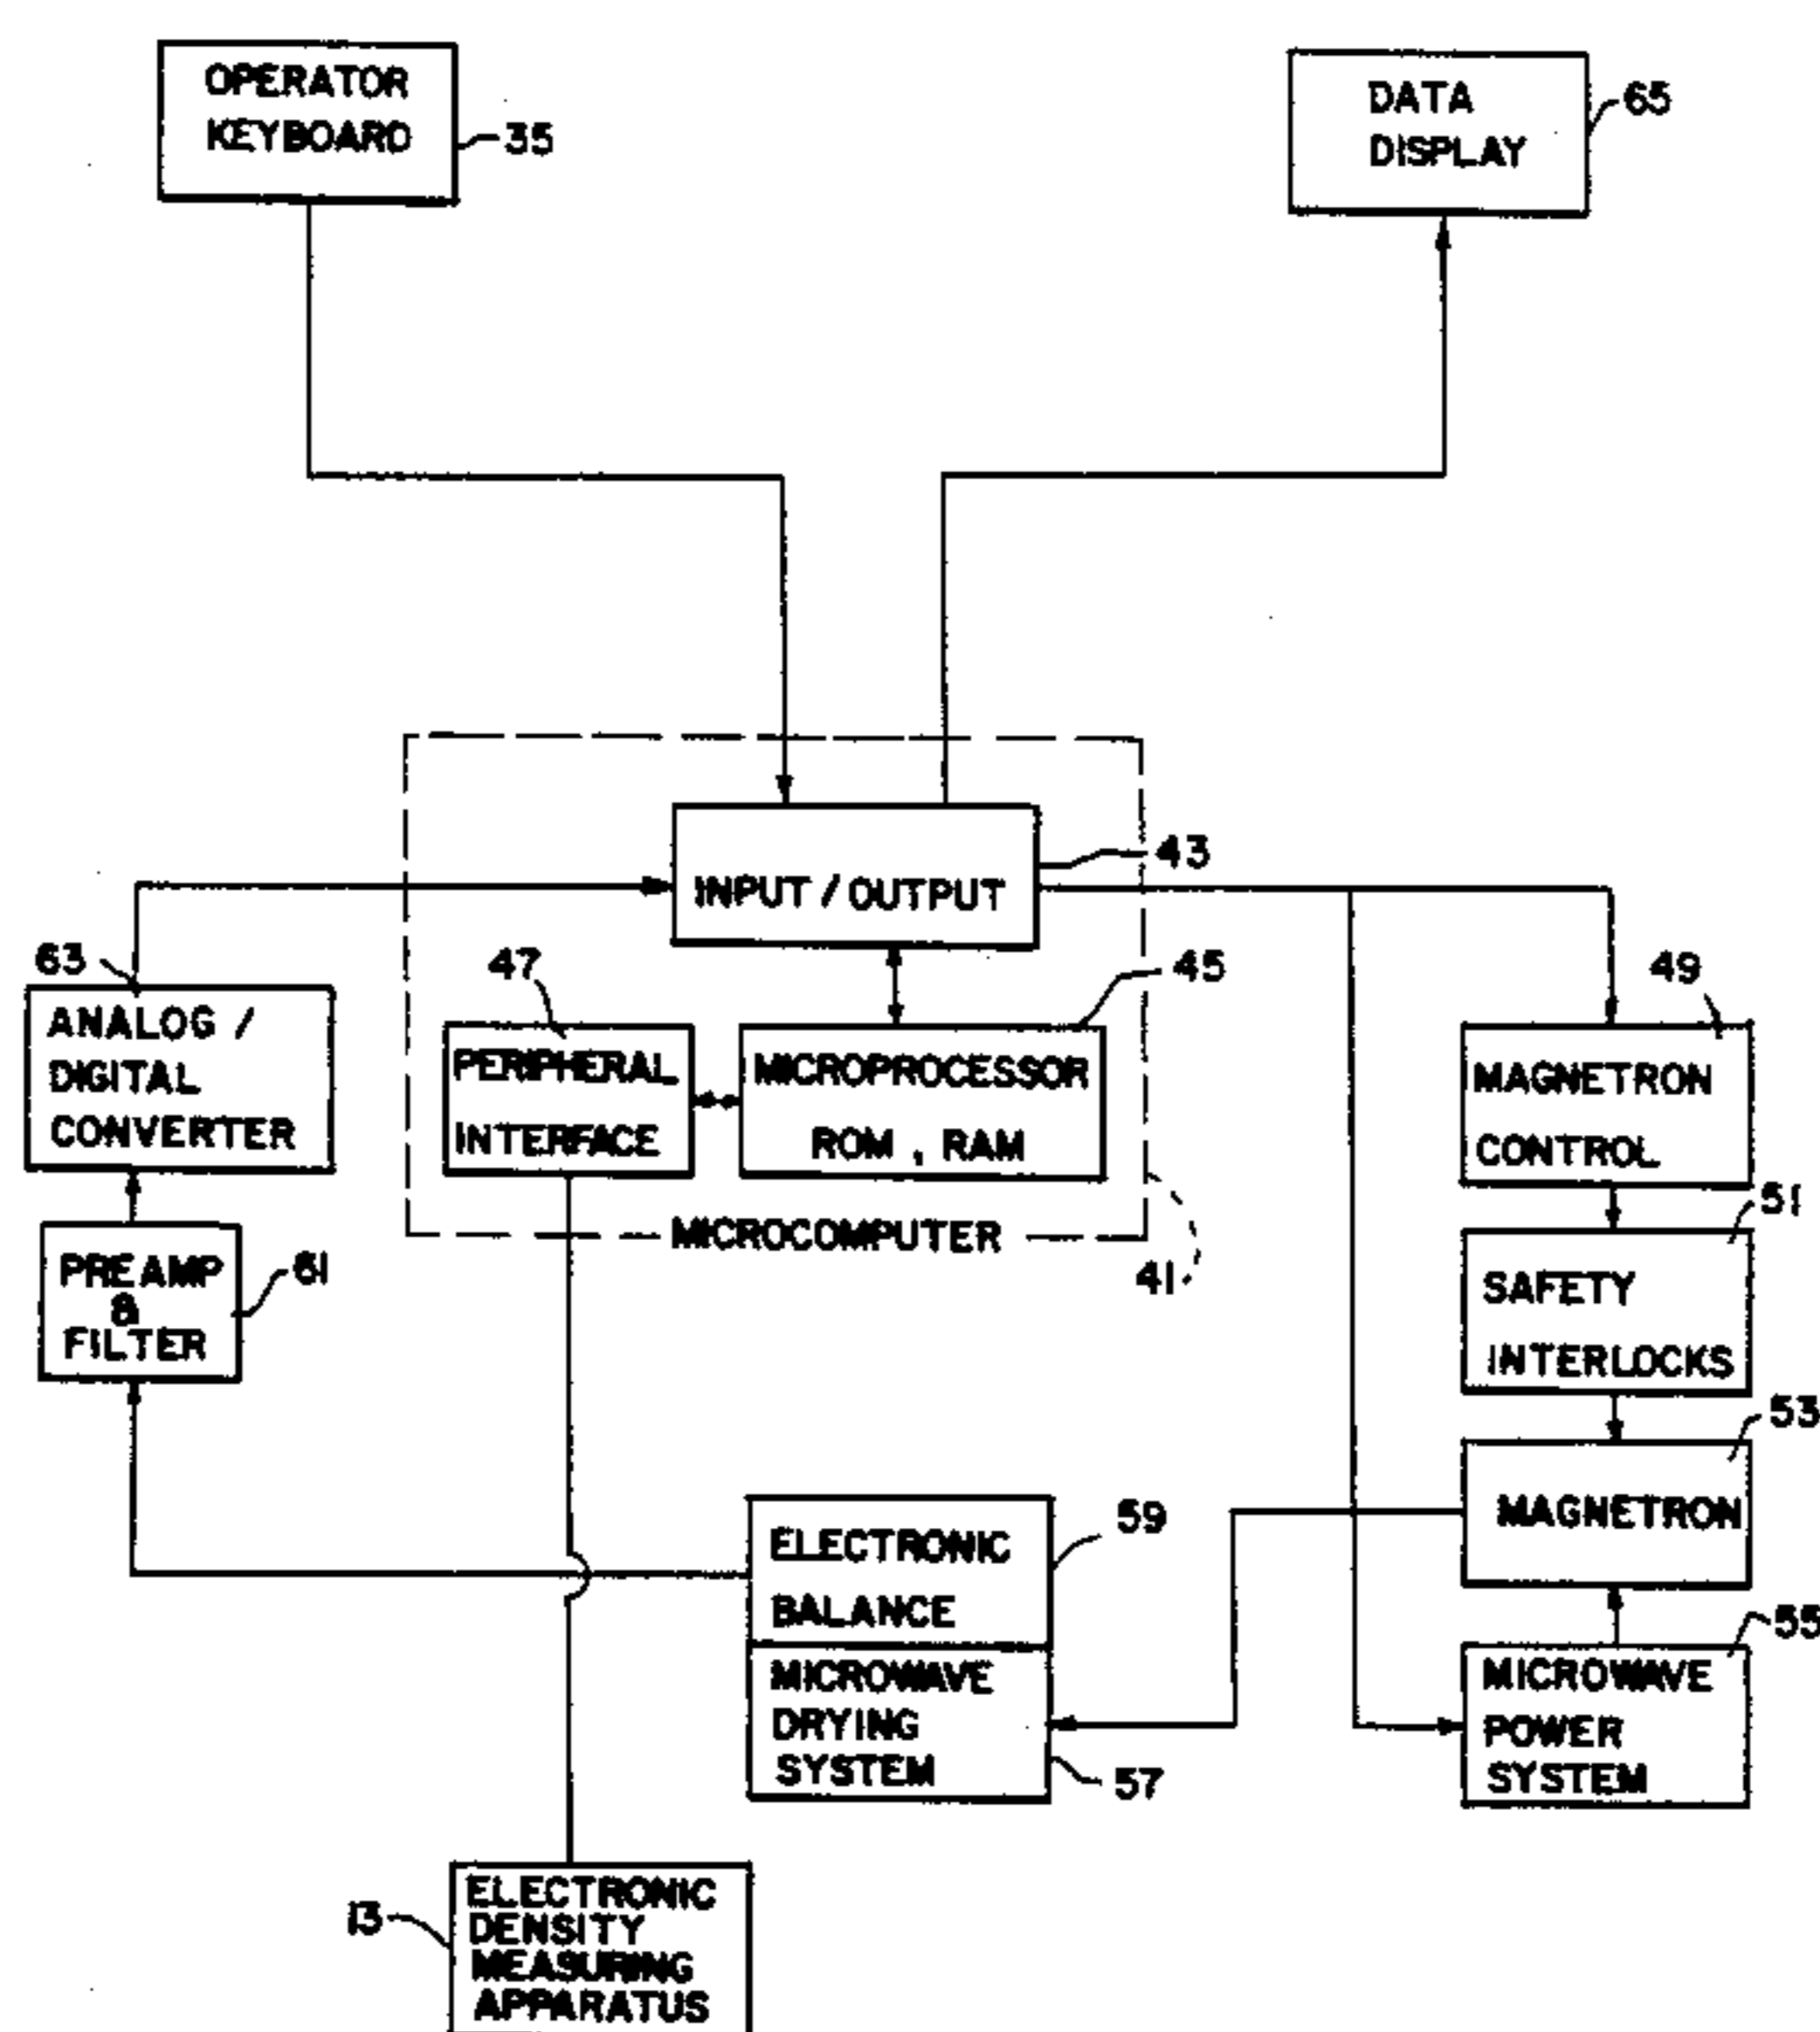 OPERATOR
KEYBOARD
35
DATA
DISPLAY
65
INPUT / OUTPUT
43
63
ANALOG /
DIGITAL
CONVERTER
47
PERIPHERAL
INTERFACE
45
MICROPROCESSOR
ROM , RAM
MICROCOMPUTER
41
49
MAGNETRON
CONTROL
PREAMP
&
FILTER
61
51
SAFETY
INTERLOCKS
53
MAGNETRON
ELECTRONIC
BALANCE
59
MICROWAVE
DRYING
SYSTEM
57
55
MICROWAVE
POWER
SYSTEM
13
ELECTRONIC
DENSITY
MEASURING
APPARATUS